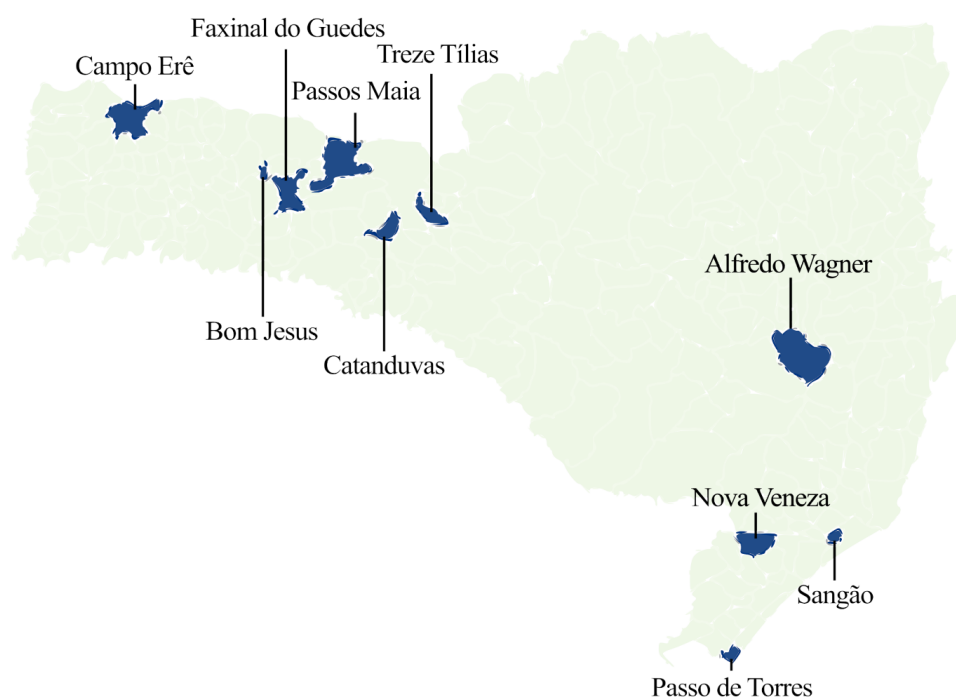 Faxinal do Guedes
Treze Tílias
Campo Erê
Passos Maia
Alfredo Wagner
Bom Jesus
Catanduvas
Nova Veneza
Sangão
Passo de Torres